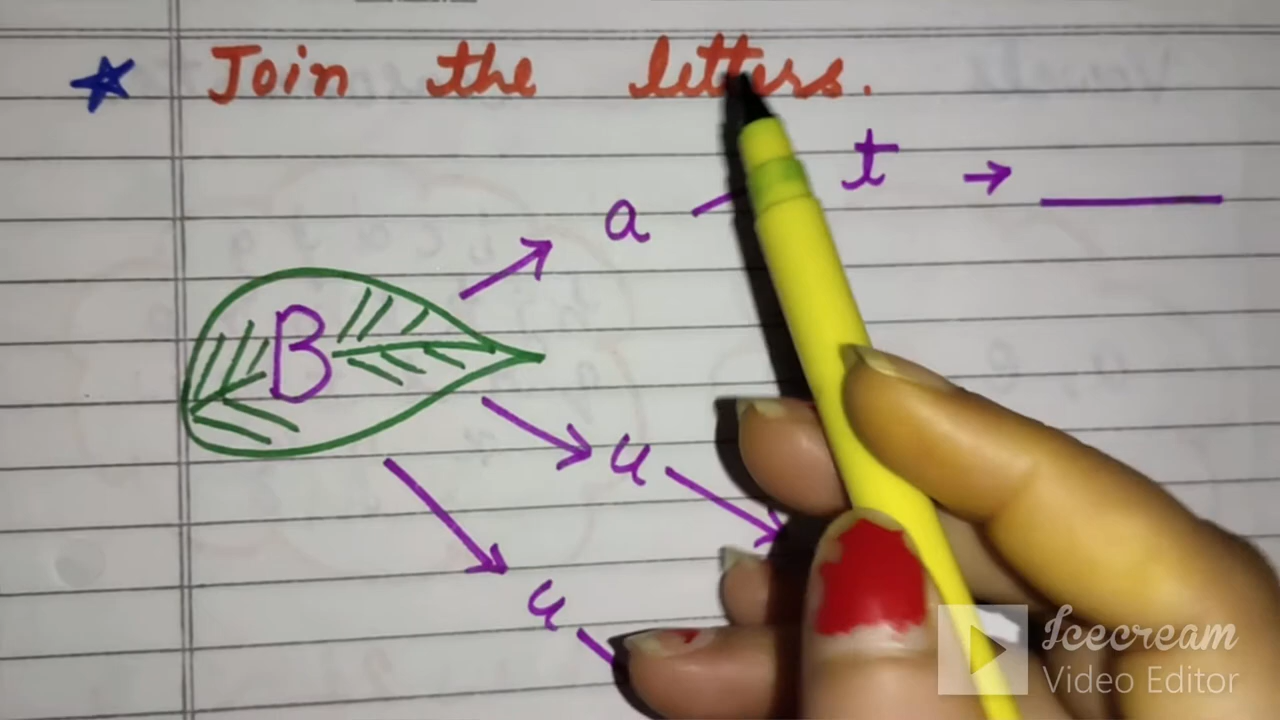 Join the letters.
a t
B
u
u
Icecream
Video Editor